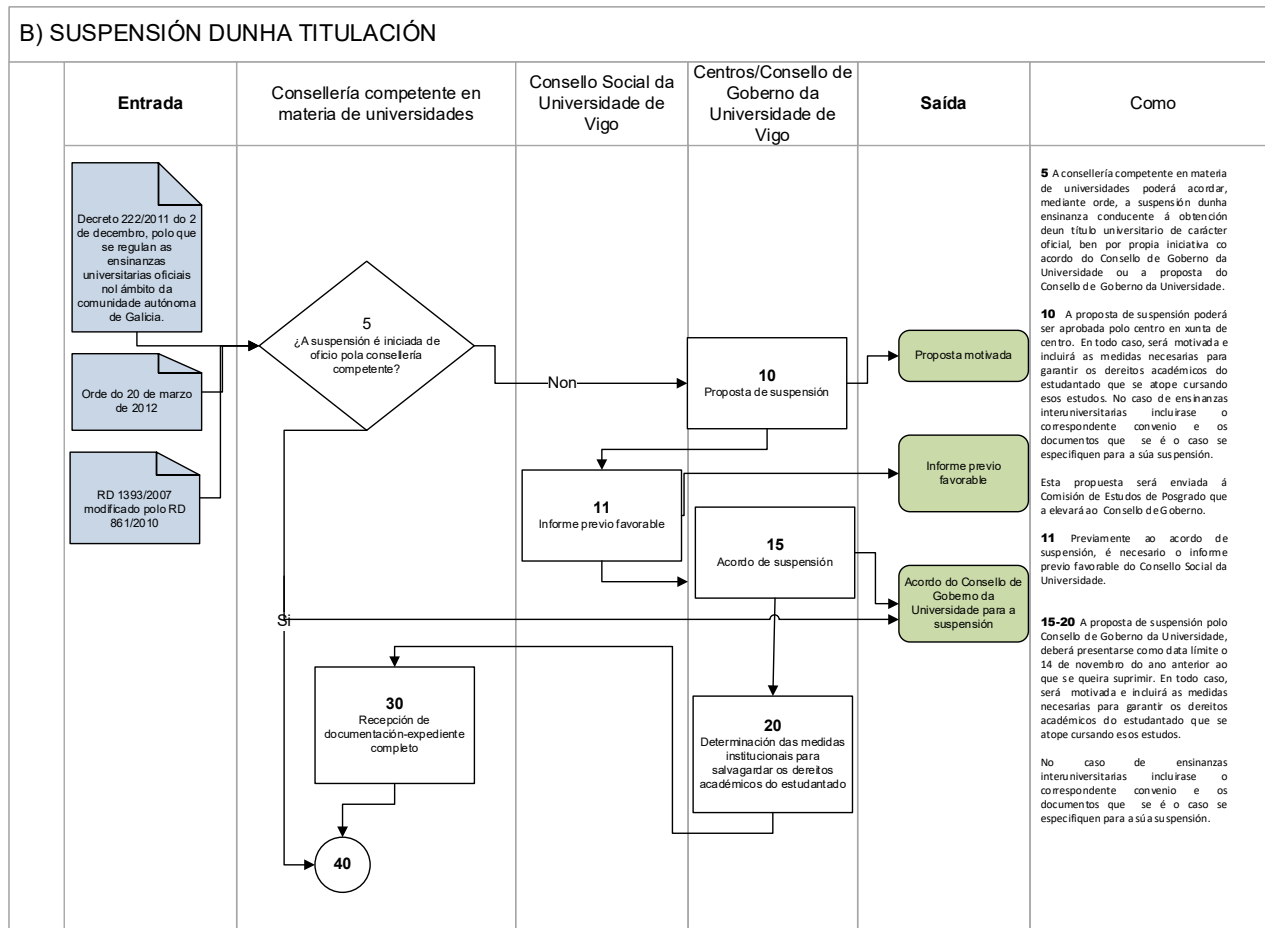 B) SUSPENSIÓN DUNHA TITULACIÓN
Entrada
Consellería competente en
materia de universidades
Consello Social da
Universidade de
Vigo
Centros/Consello de
Goberno da
Universidade de
Vigo
Saída
Como
Decreto 222/2011 do 2
de decembro, polo que
se regulan as
ensinanzas
universitarias oficiais
nol ámbito da
comunidade autónoma
de Galicia.
Orde do 20 de marzo
de 2012
RD 1393/2007
modificado polo RD
861/2010
5
¿A suspensión é iniciada de
oficio pola consellería
competente?
Non
Si
10
Proposta de suspensión
11
Informe previo favorable
15
Acordo de suspensión
20
Determinación das medidas
institucionais para
salvagardar os dereitos
académicos do estudantado
30
Recepción de
documentación-expediente
completo
40
Proposta motivada
Informe previo
favorable
Acordo do Consello de
Goberno da
Universidade para a
suspensión
5 A consellería competente en materia
de universidades poderá acordar,
mediante orde, a suspensión dunha
ensinanza conducente á obtención
deun título universitario de carácter
oficial, ben por propia iniciativa co
acordo do Consello de Goberno da
Universidade ou a proposta do
Consello de Goberno da Universidade.
10 A proposta de suspensión poderá
ser aprobada polo centro en xunta de
centro. En todo caso, será motivada e
incluirá as medidas necesarias para
garantir os dereitos académicos do
estudantado que se atope cursando
esos estudos. No caso de ensinanzas
interuniversitarias incluirase o
correspondente convenio e os
documentos que se é o caso se
especifiquen para a súa suspensión.
Esta propuesta será enviada á
Comisión de Estudos de Posgrado que
a elevará ao Consello de Goberno.
11 Previamente ao acordo de
suspensión, é necesario o informe
previo favorable do Consello Social da
Universidade.
15-20 A proposta de suspensión polo
Consello de Goberno da Universidade,
deberá presentarse como data límite o
14 de novembro do ano anterior ao
que se queira suprimir. En todo caso,
será motivada e incluirá as medidas
necesarias para garantir os dereitos
académicos do estudantado que se
atope cursando esos estudos.
No caso de ensinanzas
interuniversitarias incluirase o
correspondente convenio e os
documentos que se é o caso se
especifiquen para a súa suspensión.